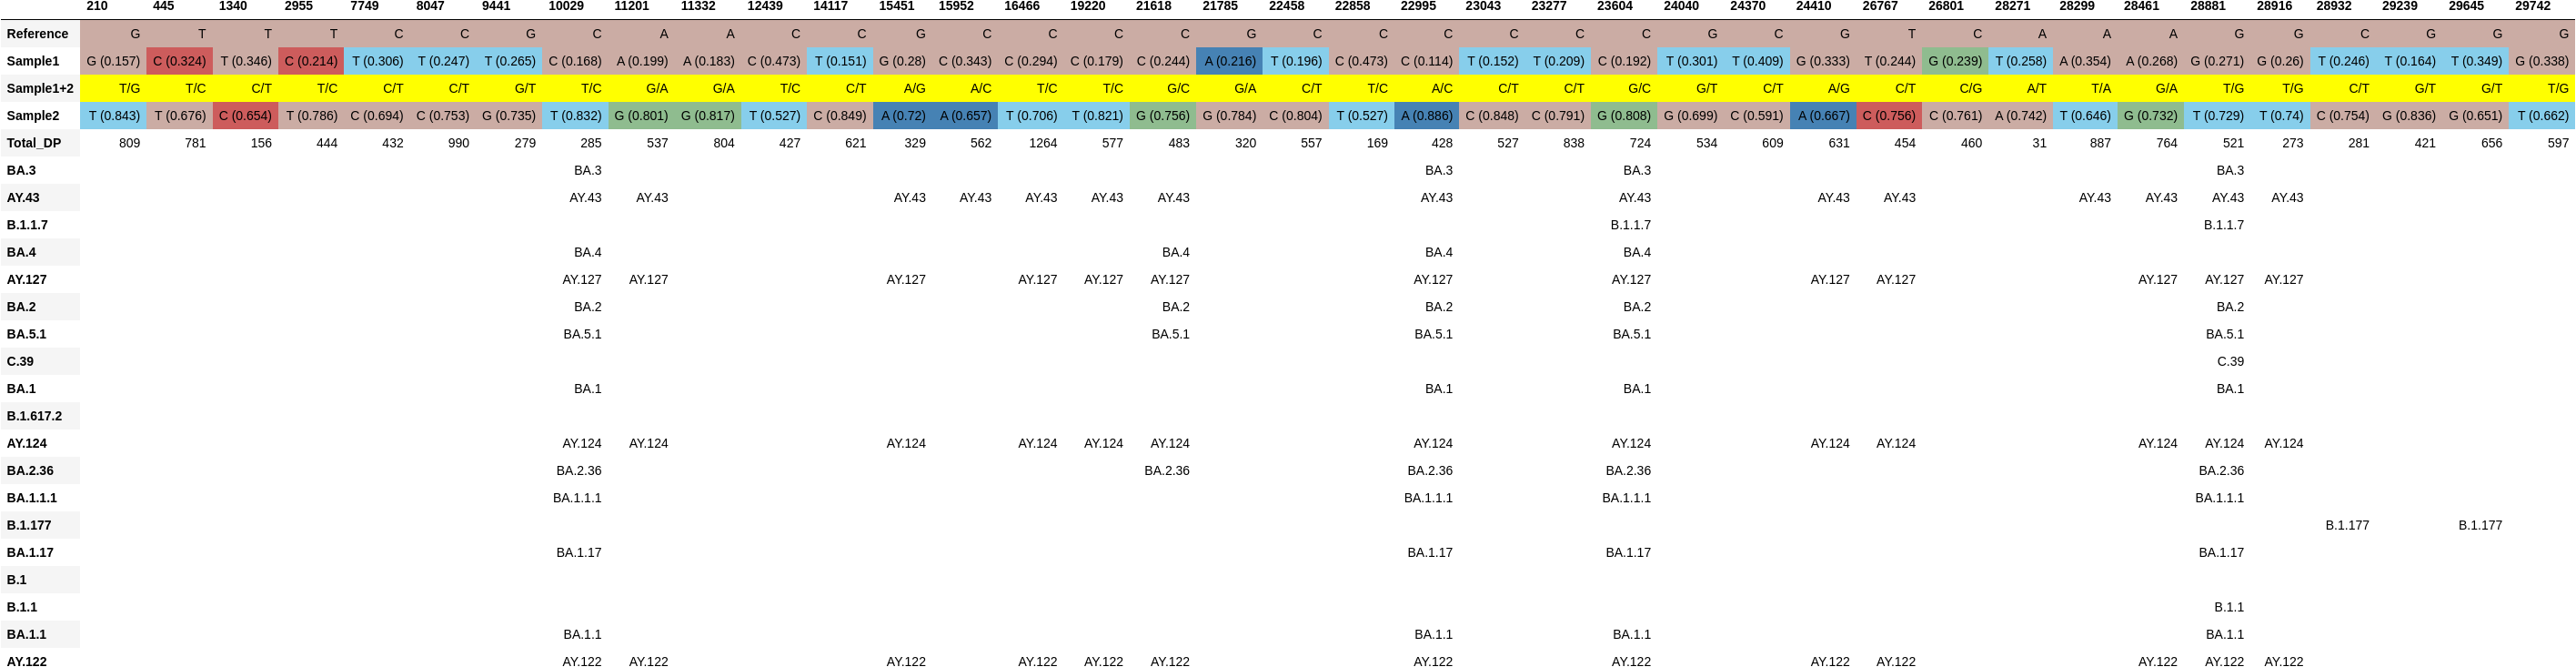 210 445 1340 2955 7749 8047 9441 10029 11201 11332 12439 14117 15451 15952 16466 19220 21618 21785 22458 22858 22995 23043 23277 23604 24040 24370 24410 26767 26801 28271 28299 28461 28881 28916 28932 29239 29645 29742
Reference G T T T C C G C A A C C G C C C C G C C C C C C G C G T C A A A G G C G G G
Sample1 G (0.157) C (0.324) T (0.346) C (0.214) T (0.306) T (0.247) T (0.265) C (0.168) A (0.199) A (0.183) C (0.473) T (0.151) G (0.28) C (0.343) C (0.294) C (0.179) C (0.244) A (0.216) T (0.196) C (0.473) C (0.114) T (0.152) T (0.209) C (0.192) T (0.301) T (0.409) G (0.333) T (0.244) G (0.239) T (0.258) A (0.354) A (0.268) G (0.271) G (0.26) T (0.246) T (0.164) T (0.349) G (0.338)
Sample1+2 T/G T/C C/T T/C C/T C/T G/T T/C G/A G/A T/C C/T A/G A/C T/C T/C G/C G/A C/T T/C A/C C/T C/T G/C G/T C/T A/G C/T C/G A/T T/A G/A T/G T/G C/T G/T G/T T/G
Sample2 T (0.843) T (0.676) C (0.654) T (0.786) C (0.694) C (0.753) G (0.735) T (0.832) G (0.801) G (0.817) T (0.527) C (0.849) A (0.72) A (0.657) T (0.706) T (0.821) G (0.756) G (0.784) C (0.804) T (0.527) A (0.886) C (0.848) C (0.791) G (0.808) G (0.699) C (0.591) A (0.667) C (0.756) C (0.761) A (0.742) T (0.646) G (0.732) T (0.729) T (0.74) C (0.754) G (0.836) G (0.651) T (0.662)
Total_DP 809 781 156 444 432 990 279 285 537 804 427 621 329 562 1264 577 483 320 557 169 428 527 838 724 534 609 631 454 460 31 887 764 521 273 281 421 656 597
BA.3 BA.3 BA.3 BA.3 BA.3
AY.43 AY.43 AY.43 AY.43 AY.43 AY.43 AY.43 AY.43 AY.43 AY.43 AY.43 AY.43 AY.43 AY.43 AY.43 AY.43
B.1.1.7 B.1.1.7 B.1.1.7
BA.4 BA.4 BA.4 BA.4 BA.4
AY.127 AY.127 AY.127 AY.127 AY.127 AY.127 AY.127 AY.127 AY.127 AY.127 AY.127 AY.127 AY.127 AY.127
BA.2 BA.2 BA.2 BA.2 BA.2 BA.2
BA.5.1 BA.5.1 BA.5.1 BA.5.1 BA.5.1 BA.5.1
C.39 C.39
BA.1 BA.1 BA.1 BA.1 BA.1
B.1.617.2
AY.124 AY.124 AY.124 AY.124 AY.124 AY.124 AY.124 AY.124 AY.124 AY.124 AY.124 AY.124 AY.124 AY.124
BA.2.36 BA.2.36 BA.2.36 BA.2.36 BA.2.36 BA.2.36
BA.1.1.1 BA.1.1.1 BA.1.1.1 BA.1.1.1 BA.1.1.1
B.1.177 B.1.177 B.1.177
BA.1.17 BA.1.17 BA.1.17 BA.1.17 BA.1.17
B.1
B.1.1 B.1.1
BA.1.1 BA.1.1 BA.1.1 BA.1.1 BA.1.1
AY.122 AY.122 AY.122 AY.122 AY.122 AY.122 AY.122 AY.122 AY.122 AY.122 AY.122 AY.122 AY.122 AY.122